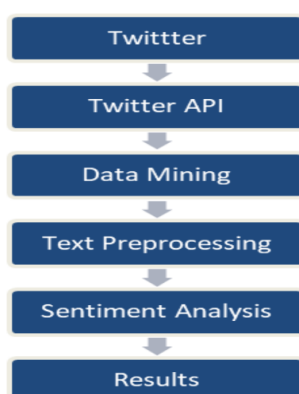 Twittter
Twitter API
Data Mining
Text Preprocessing
Sentiment Analysis
Results